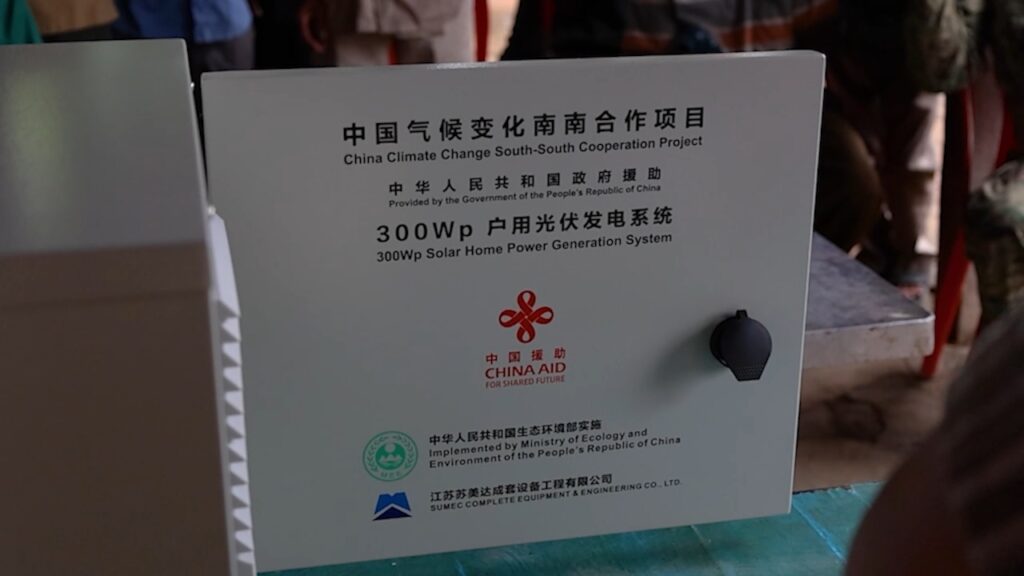 中国气候变化南南合作项目
China Climate Change South-South Cooperation Project
中华人民共和国政府援助
Provided by the Government of the People's Republic of China
300Wp 户用光伏发电系统
300Wp Solar Home Power Generation System
中国援助
CHINA AID
FOR SHARED FUTURE
中华人民共和国生态环境部实施
Implemented by Ministry of Ecology and
Environment of the People's Republic of China
江苏苏美达成套设备工程有限公司
SUMEC COMPLETE EQUIPMENT & ENGINEERING CO., LTD.